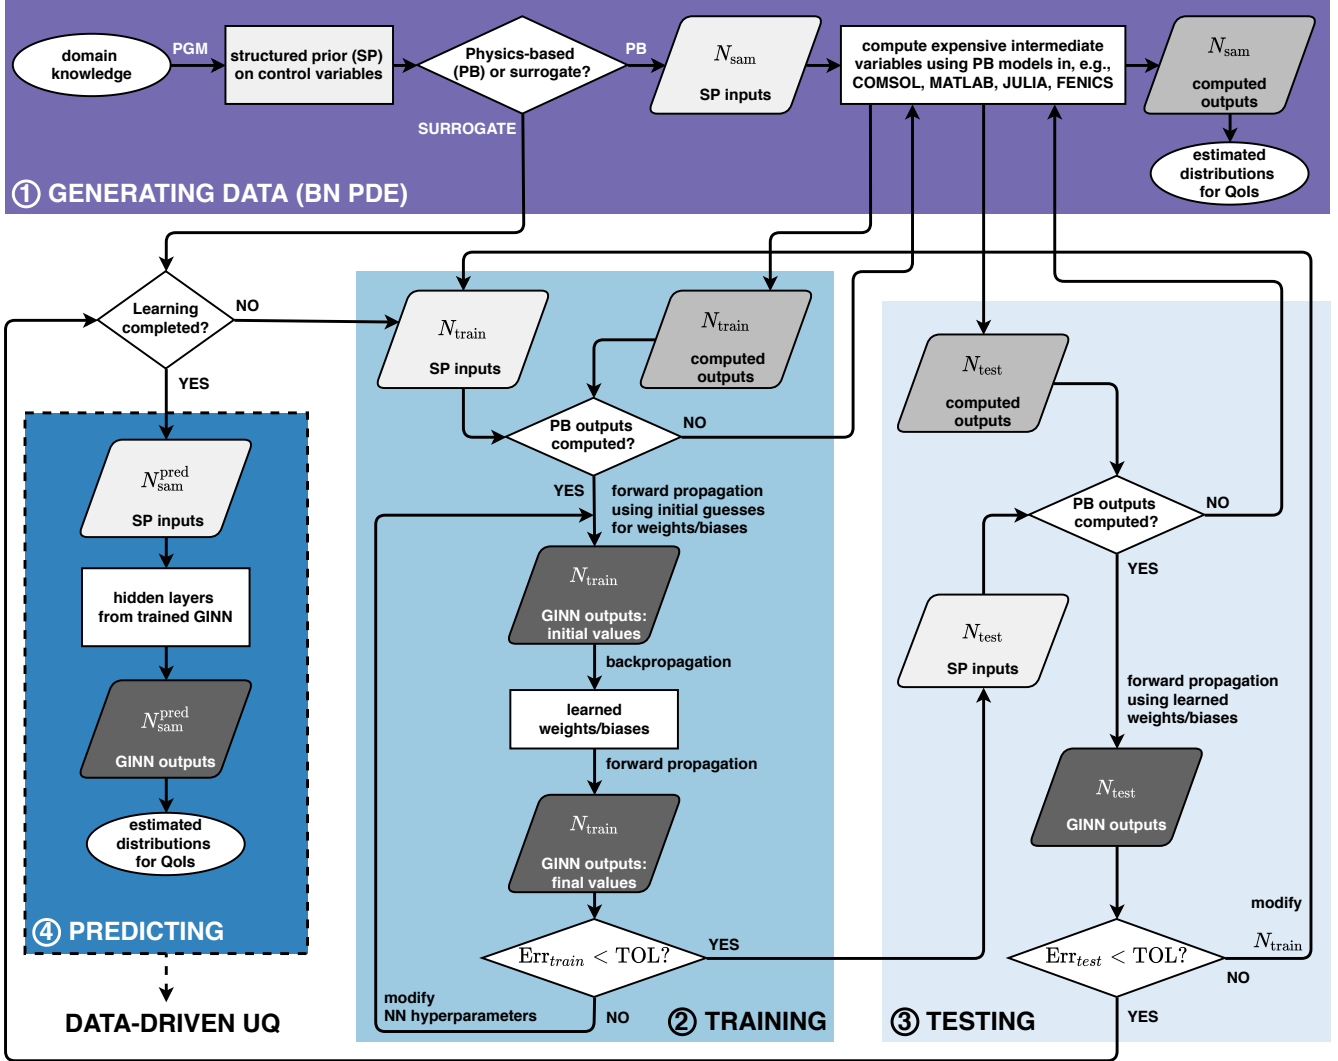 domain
knowledge
PGM
structured prior (SP)
on control variables
Physics-based
(PB) or surrogate?
PB
SURROGATE
N_sam
SP inputs
compute expensive intermediate
variables using PB models in, e.g.,
COMSOL, MATLAB, JULIA, FENICS
N_sam
computed
outputs
estimated
distributions
for QoIs
① GENERATING DATA (BN PDE)
Learning
completed?
NO
YES
N_train
SP inputs
N_train
computed
outputs
PB outputs
computed?
NO
YES
forward propagation
using initial guesses
for weights/biases
N_train
GINN outputs:
initial values
backpropagation
learned
weights/biases
forward propagation
N_train
GINN outputs:
final values
Err_train < TOL?
YES
NO
modify
NN hyperparameters
② TRAINING
N_test
computed
outputs
PB outputs
computed?
NO
YES
N_test
SP inputs
forward propagation
using learned
weights/biases
N_test
GINN outputs
Err_test < TOL?
modify
N_train
NO
YES
③ TESTING
N_sam^pred
SP inputs
hidden layers
from trained GINN
N_sam^pred
GINN outputs
estimated
distributions
for QoIs
④ PREDICTING
DATA-DRIVEN UQ